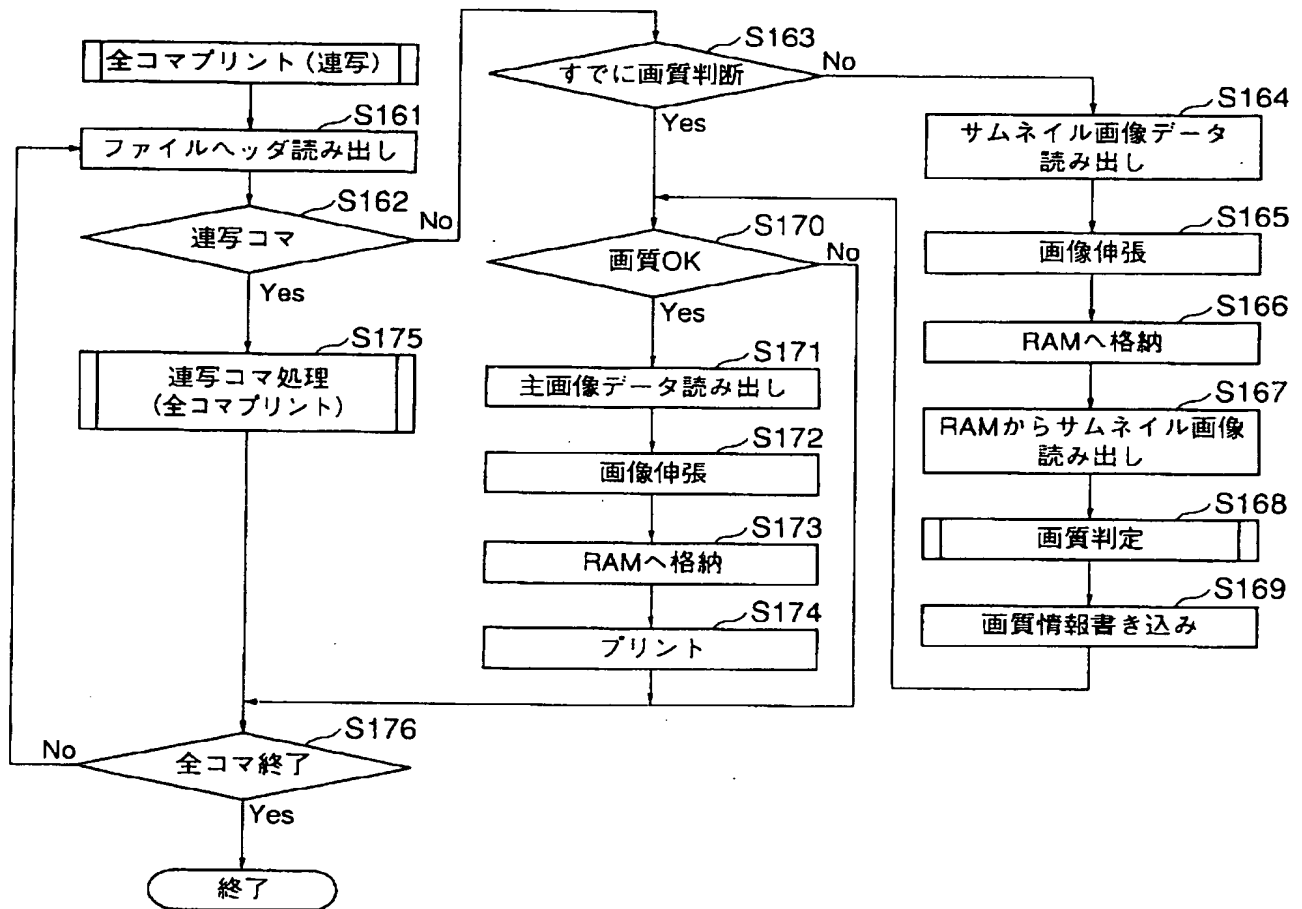 全コマプリント(連写)
S161
ファイルヘッダ読み出し
S162
連写コマ
No
Yes
S175
連写コマ処理
(全コマプリント)
S163
すでに画質判断
No
Yes
S170
画質OK
No
Yes
S171
主画像データ読み出し
S172
画像伸張
S173
RAMへ格納
S174
プリント
S164
サムネイル画像データ
読み出し
S165
画像伸張
S166
RAMへ格納
S167
RAMからサムネイル画像
読み出し
S168
画質判定
S169
画質情報書き込み
S176
No
全コマ終了
Yes
終了